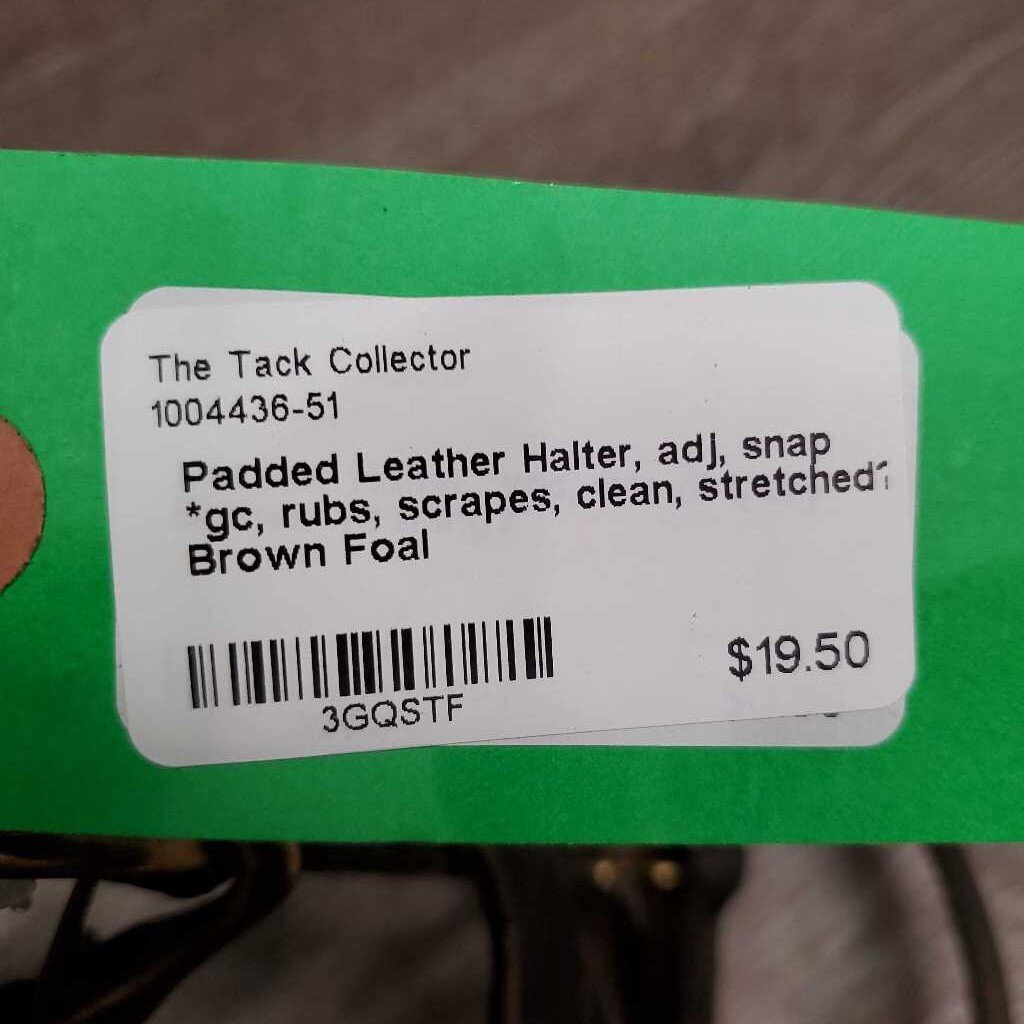 The Tack Collector
1004436-51
Padded Leather Halter, adj, snap
*gc, rubs, scrapes, clean, stretched
Brown Foal
$19.50
3GQSTF